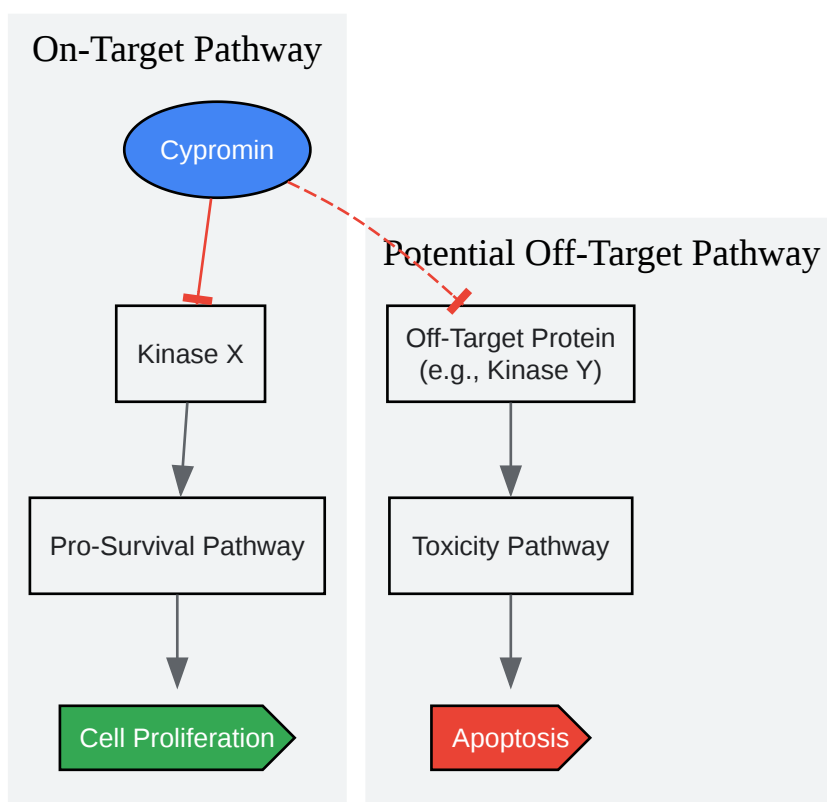 On-Target Pathway
Cypromin
Kinase X
Pro-Survival Pathway
Cell Proliferation
Potential Off-Target Pathway
Off-Target Protein
(e.g., Kinase Y)
Toxicity Pathway
Apoptosis